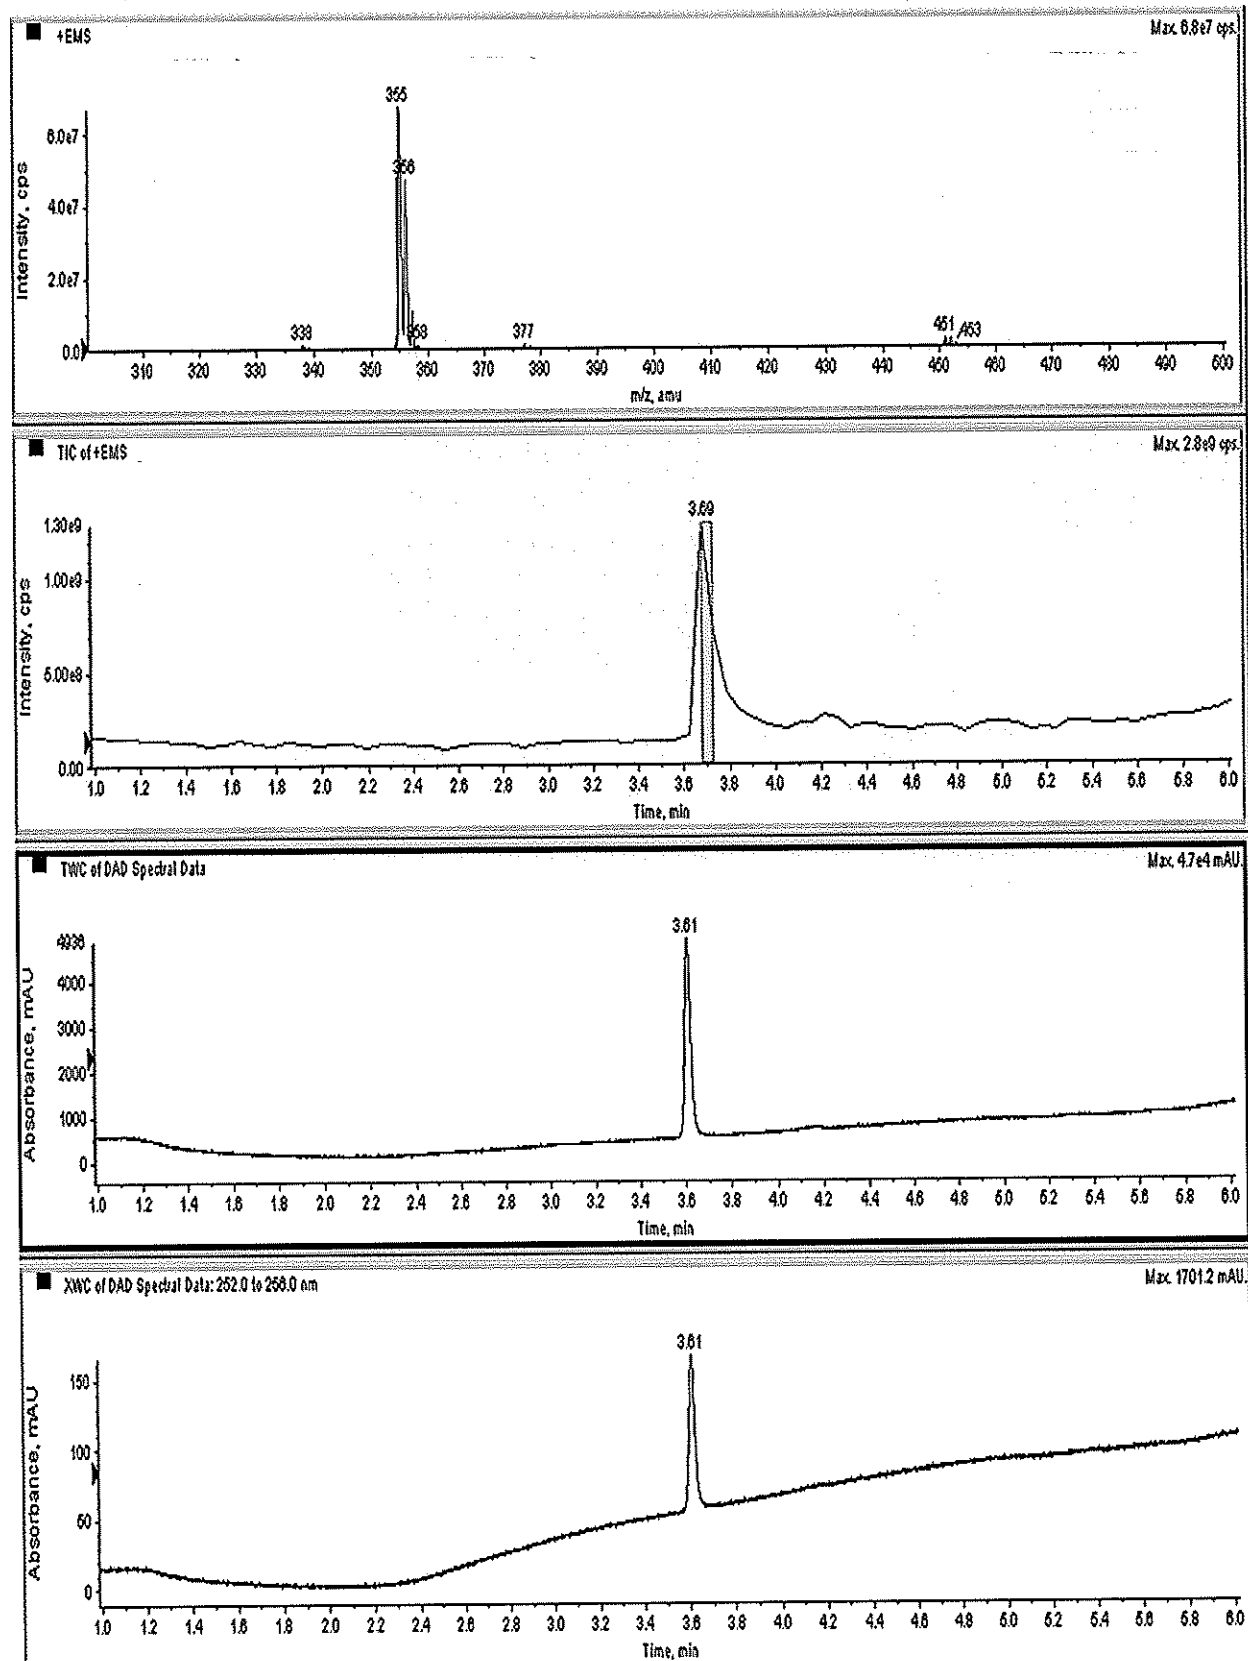 +EMS Max. 6.8e7 cps.
355
356
338 358 377 451 453
6.0e7
4.0e7
2.0e7
0.0
Intensity, cps
310 320 330 340 350 360 370 380 390 400 410 420 430 440 450 460 470 480 490 500
m/z, amu
TIC of +EMS Max. 2.8e9 cps.
3.69
1.30e9
1.00e9
5.00e8
0.00
Intensity, cps
1.0 1.2 1.4 1.6 1.8 2.0 2.2 2.4 2.6 2.8 3.0 3.2 3.4 3.6 3.8 4.0 4.2 4.4 4.6 4.8 5.0 5.2 5.4 5.6 5.8 6.0
Time, min
TWC of DAD Spectral Data Max. 4.7e4 mAU.
3.61
4936
4000
3000
2000
1000
0
Absorbance, mAU
1.0 1.2 1.4 1.6 1.8 2.0 2.2 2.4 2.6 2.8 3.0 3.2 3.4 3.6 3.8 4.0 4.2 4.4 4.6 4.8 5.0 5.2 5.4 5.6 5.8 6.0
Time, min
XWC of DAD Spectral Data: 252.0 to 256.0 nm Max. 1701.2 mAU.
3.61
150
100
50
0
Absorbance, mAU
1.0 1.2 1.4 1.6 1.8 2.0 2.2 2.4 2.6 2.8 3.0 3.2 3.4 3.6 3.8 4.0 4.2 4.4 4.6 4.8 5.0 5.2 5.4 5.6 5.8 6.0
Time, min